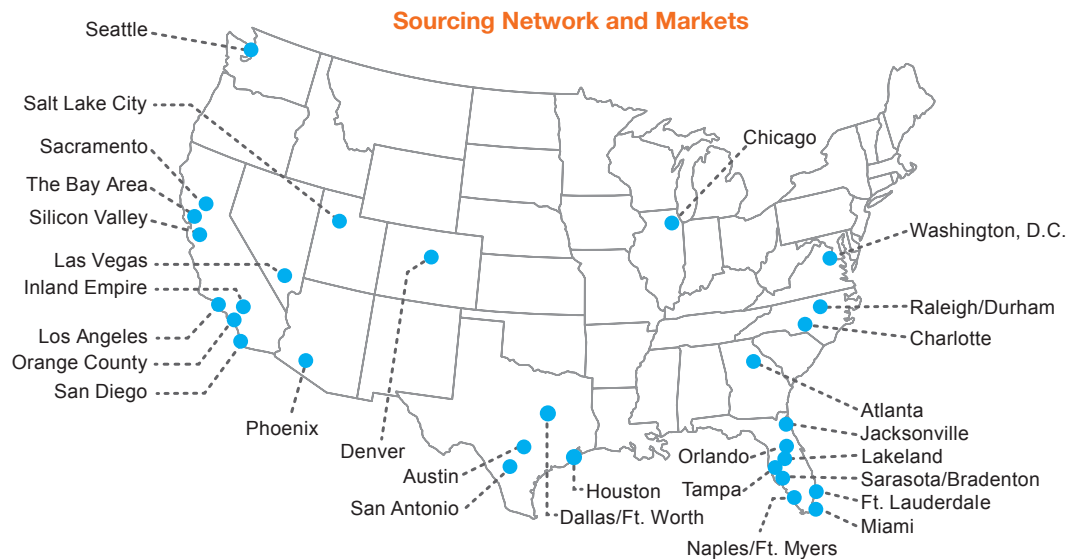 Sourcing Network and Markets
Seattle
Salt Lake City
Sacramento
The Bay Area
Silicon Valley
Las Vegas
Inland Empire
Los Angeles
Orange County
San Diego
Phoenix
Denver
Austin
San Antonio
Houston
Dallas/Ft. Worth
Chicago
Washington, D.C.
Raleigh/Durham
Charlotte
Atlanta
Jacksonville
Orlando
Lakeland
Tampa
Sarasota/Bradenton
Ft. Lauderdale
Miami
Naples/Ft. Myers